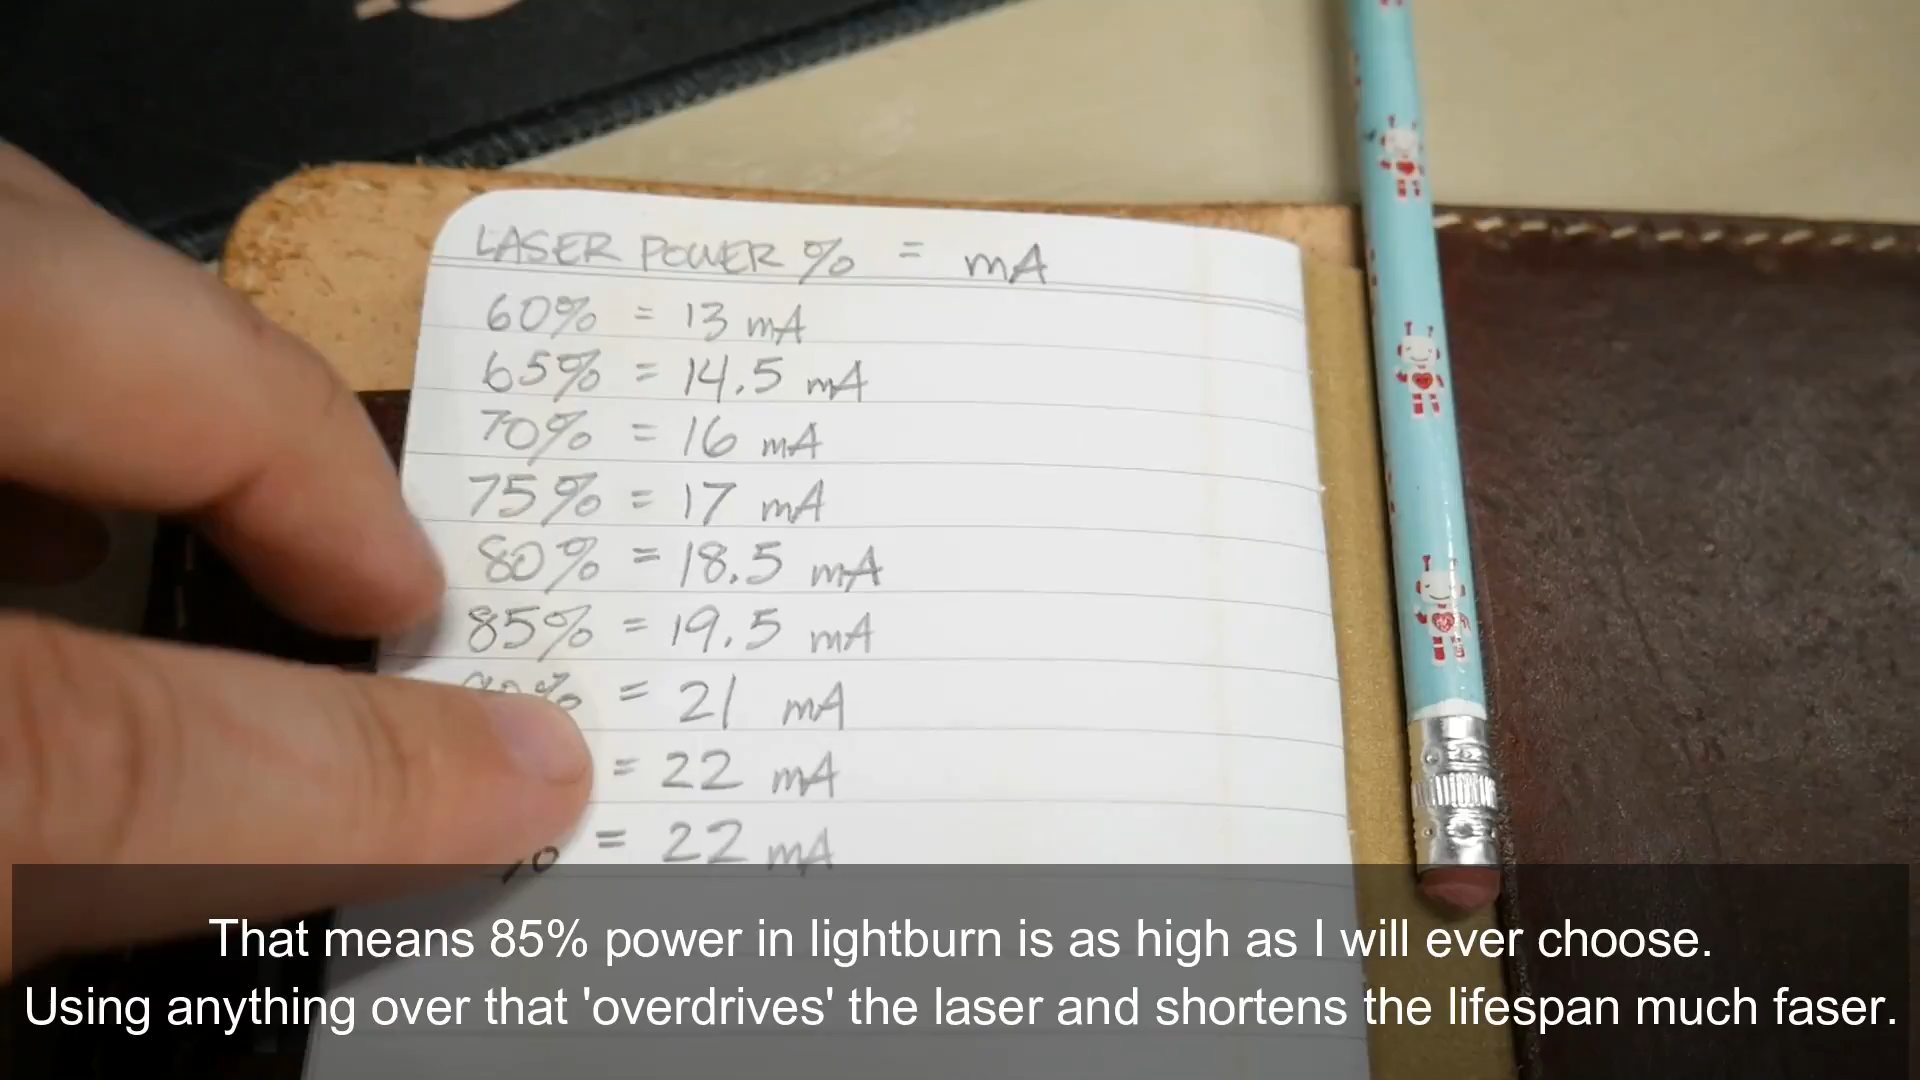 LASER POWER % = mA
60% = 13 mA
65% = 14.5 mA
70% = 16 mA
75% = 17 mA
80% = 18.5 mA
85% = 19.5 mA
= 21 mA
= 22 mA
= 22 mA
That means 85% power in lightburn is as high as I will ever choose.
Using anything over that 'overdrives' the laser and shortens the lifespan much faser.